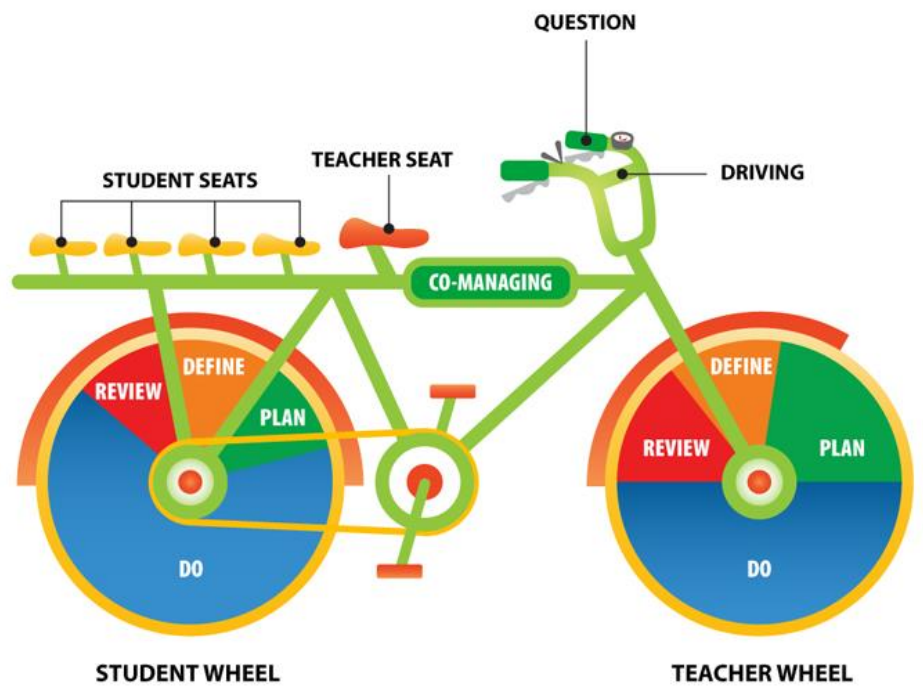 QUESTION
TEACHER SEAT
STUDENT SEATS
DRIVING
CO-MANAGING
DEFINE
REVIEW
PLAN
DO
DEFINE
REVIEW
PLAN
DO
STUDENT WHEEL
TEACHER WHEEL